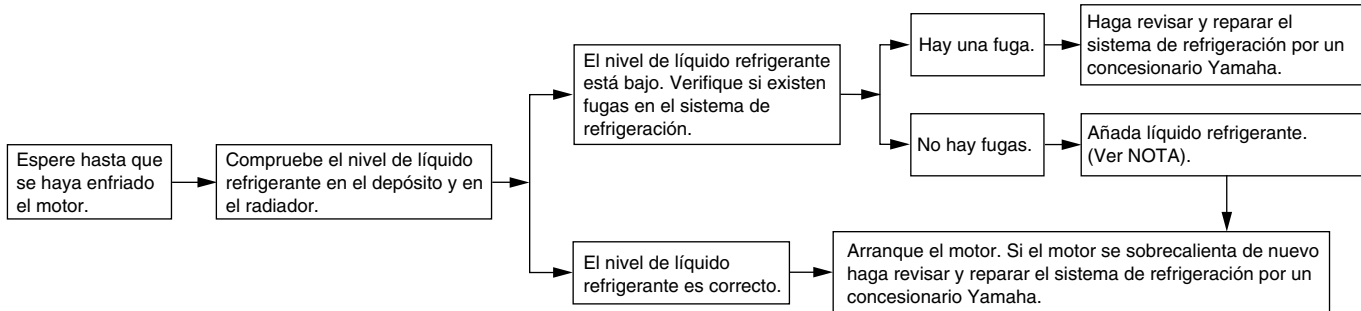 Espere hasta que
se haya enfriado
el motor.
Compruebe el nivel de líquido
refrigerante en el depósito y en
el radiador.
El nivel de líquido refrigerante
está bajo. Verifique si existen
fugas en el sistema de
refrigeración.
Hay una fuga.
Haga revisar y reparar el
sistema de refrigeración por un
concesionario Yamaha.
No hay fugas.
Añada líquido refrigerante.
(Ver NOTA).
El nivel de líquido
refrigerante es correcto.
Arranque el motor. Si el motor se sobrecalienta de nuevo
haga revisar y reparar el sistema de refrigeración por un
concesionario Yamaha.